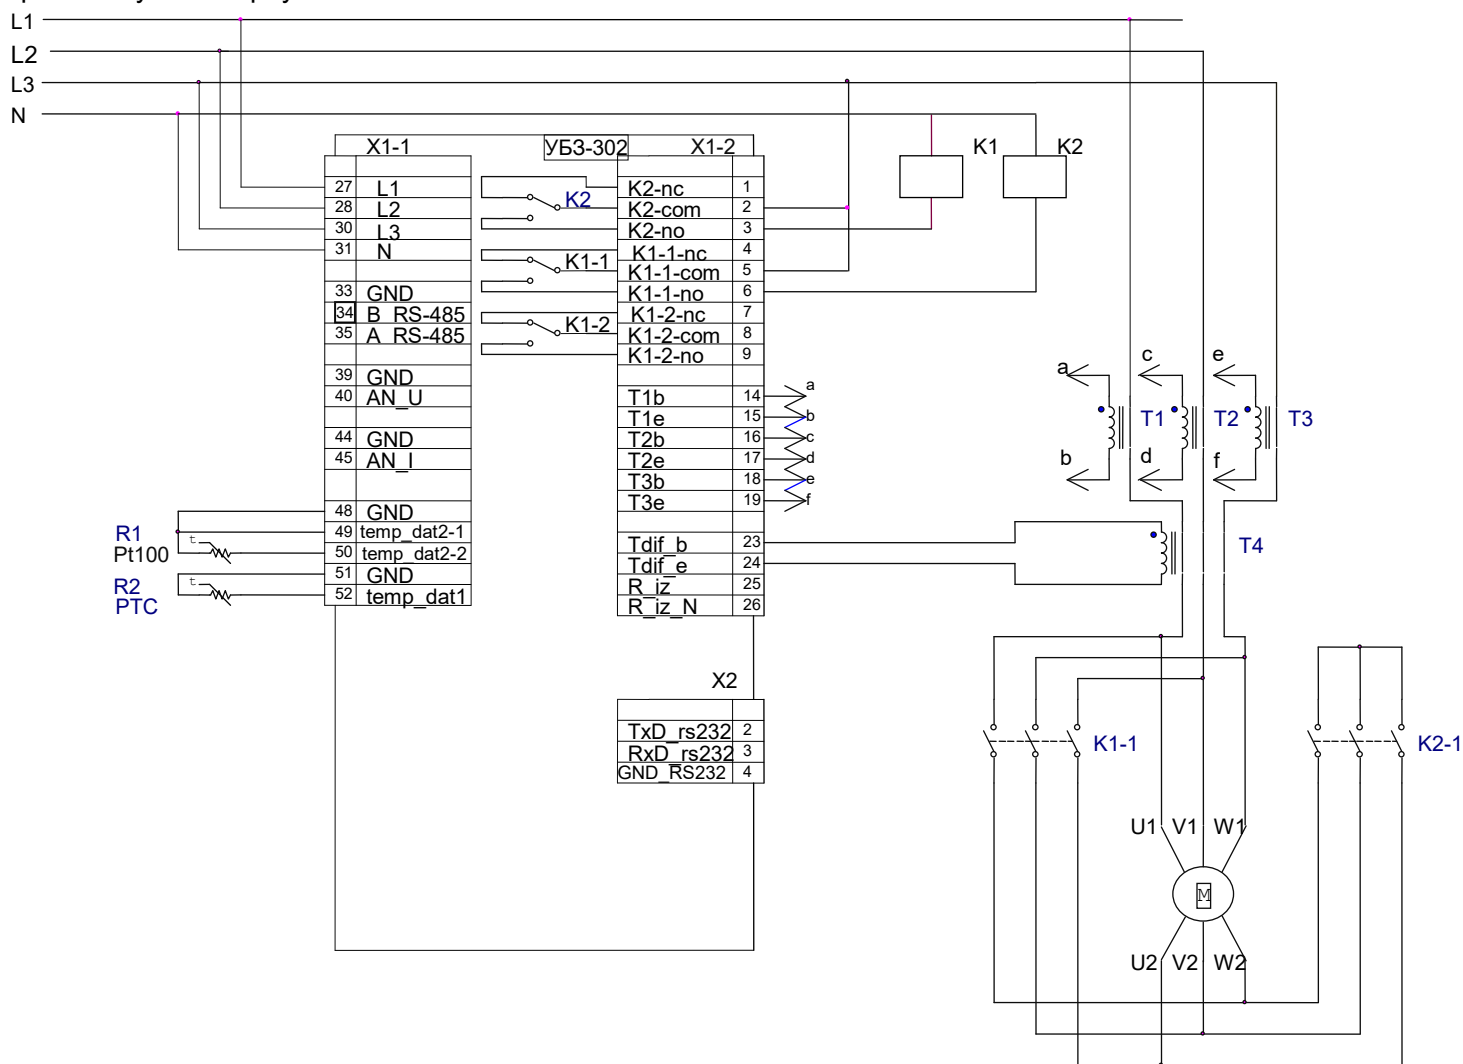 L1
L2
L3
N
X1-1
УБЗ-302
X1-2
K1
K2
27 L1
28 L2
30 L3
31 N
33 GND
34 B RS-485
35 A RS-485
39 GND
40 AN_U
44 GND
45 AN_I
48 GND
49 temp_dat2-1
50 temp_dat2-2
51 GND
52 temp_dat1
K2
K1-1
K1-2
K2-nc 1
K2-com 2
K2-no 3
K1-1-nc 4
K1-1-com 5
K1-1-no 6
K1-2-nc 7
K1-2-com 8
K1-2-no 9
T1b 14 a
T1e 15 b
T2b 16 c
T2e 17 d
T3b 18 e
T3e 19 f
Tdif_b 23
Tdif_e 24
R_iz 25
R_iz_N 26
R1
Pt100
t
R2
PTC
t
a c e
T1 T2 T3
b d f
T4
X2
TxD_rs232 2
RxD_rs232 3
GND_RS232 4
K1-1
K2-1
U1 V1 W1
M
U2 V2 W2